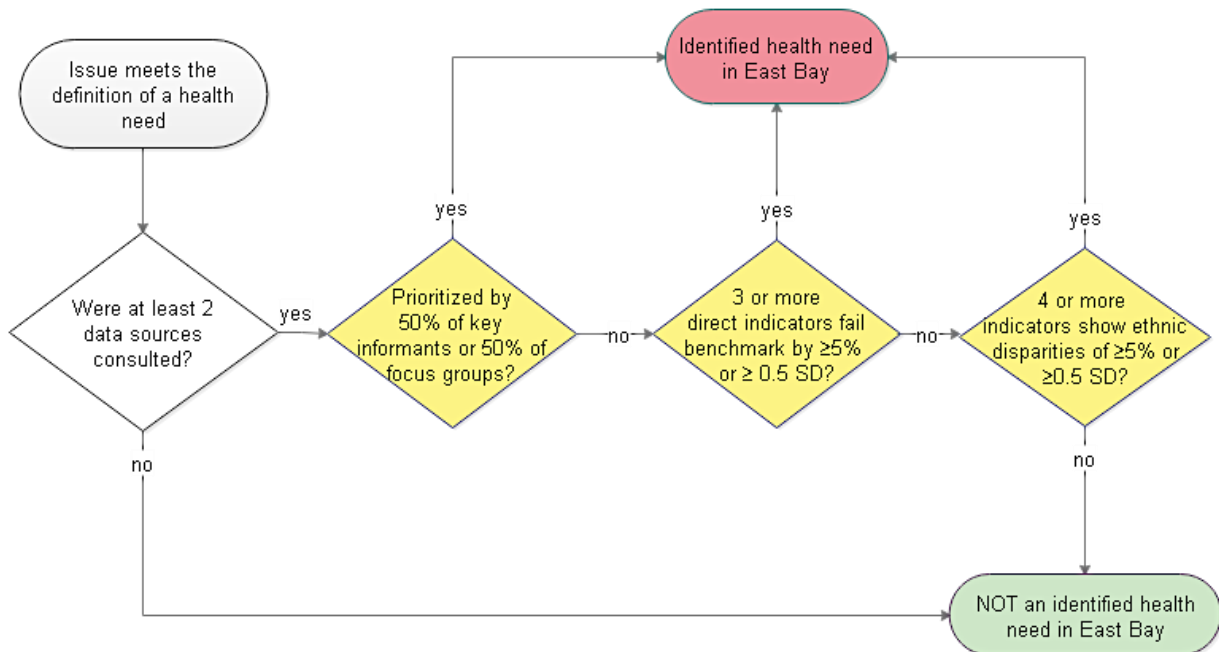 Issue meets the
definition of a health
need
Identified health need
in East Bay
yes
yes
yes
Were at least 2
data sources
consulted?
yes
Prioritized by
50% of key
informants or 50% of
focus groups?
no
3 or more
direct indicators fail
benchmark by ≥5%
or ≥ 0.5 SD?
no
4 or more
indicators show ethnic
disparities of ≥5% or
≥0.5 SD?
no
no
NOT an identified health
need in East Bay